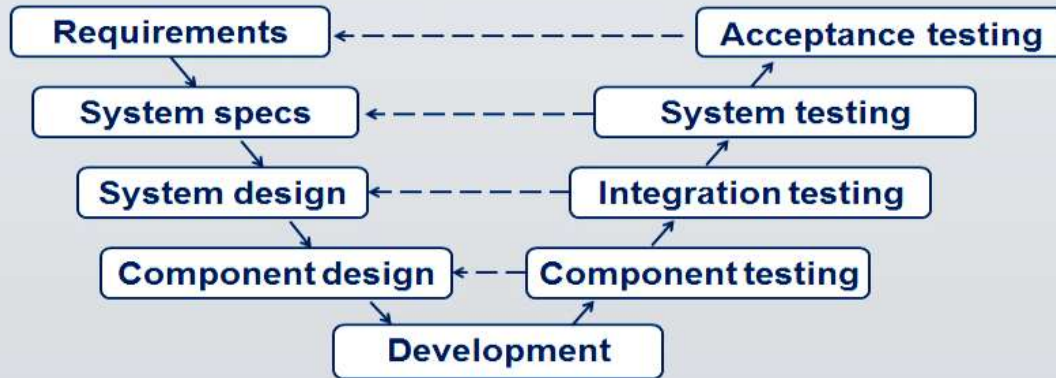 Requirements
Acceptance testing
System specs
System testing
System design
Integration testing
Component design
Component testing
Development